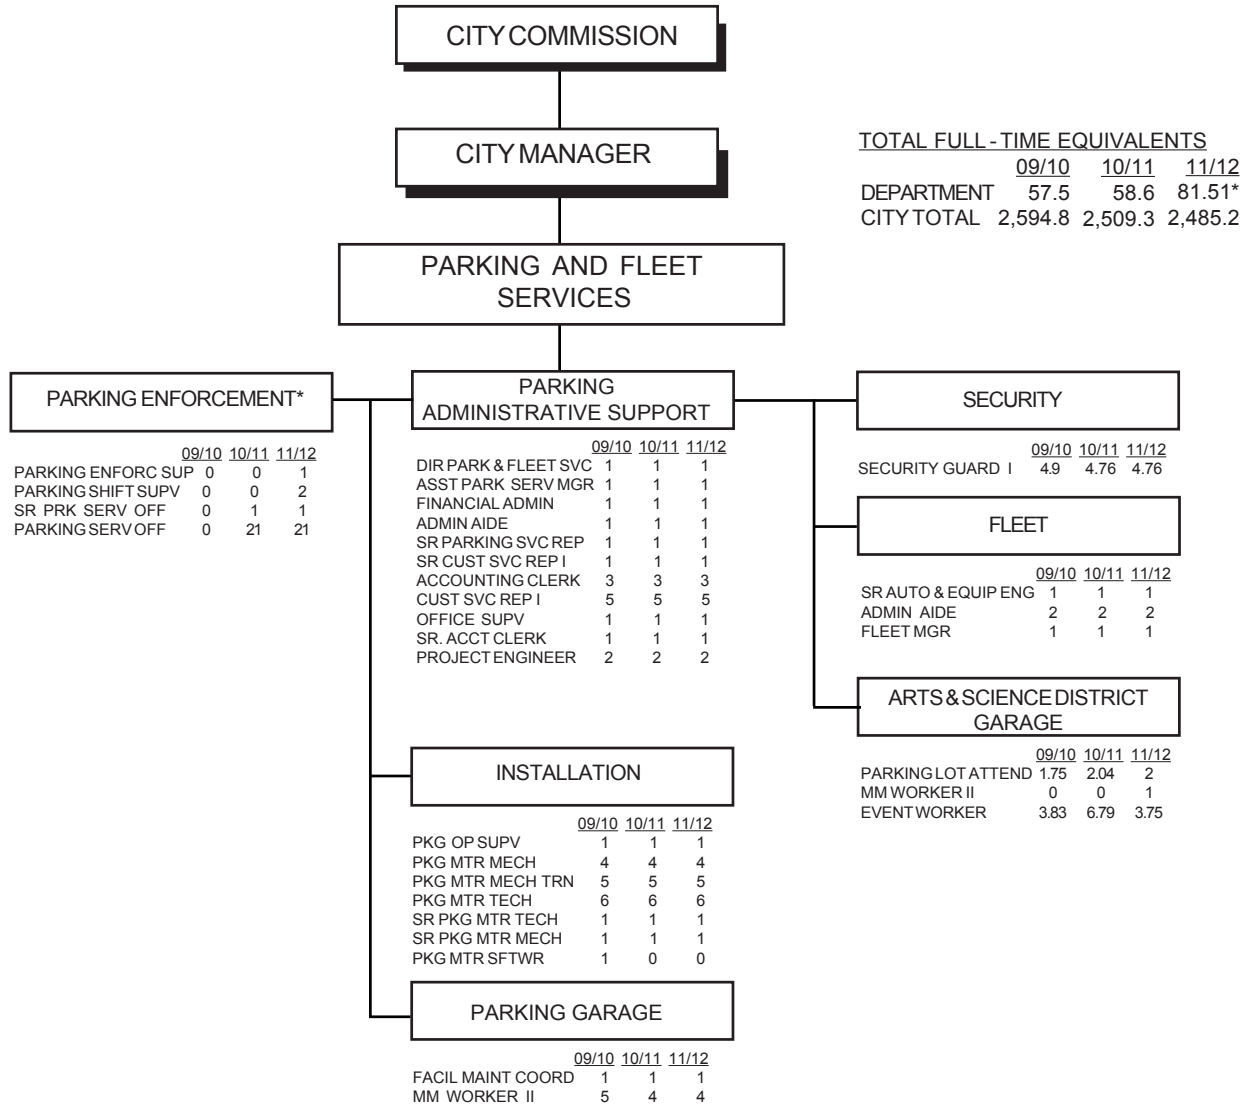 CITY COMMISSION
CITY MANAGER
TOTAL FULL - TIME EQUIVALENTS
09/10 10/11 11/12
DEPARTMENT 57.5 58.6 81.51*
CITY TOTAL 2,594.8 2,509.3 2,485.2
PARKING AND FLEET
SERVICES
PARKING ENFORCEMENT*
09/10 10/11 11/12
PARKING ENFORC SUP 0 0 1
PARKING SHIFT SUPV 0 0 2
SR PRK SERV OFF 0 1 1
PARKING SERV OFF 0 21 21
PARKING
ADMINISTRATIVE SUPPORT
09/10 10/11 11/12
DIR PARK & FLEET SVC 1 1 1
ASST PARK SERV MGR 1 1 1
FINANCIAL ADMIN 1 1 1
ADMIN AIDE 1 1 1
SR PARKING SVC REP 1 1 1
SR CUST SVC REP I 1 1 1
ACCOUNTING CLERK 3 3 3
CUST SVC REP I 5 5 5
OFFICE SUPV 1 1 1
SR. ACCT CLERK 1 1 1
PROJECT ENGINEER 2 2 2
SECURITY
09/10 10/11 11/12
SECURITY GUARD I 4.9 4.76 4.76
FLEET
09/10 10/11 11/12
SR AUTO & EQUIP ENG 1 1 1
ADMIN AIDE 2 2 2
FLEET MGR 1 1 1
ARTS & SCIENCE DISTRICT
GARAGE
09/10 10/11 11/12
PARKING LOT ATTEND 1.75 2.04 2
MM WORKER II 0 0 1
EVENT WORKER 3.83 6.79 3.75
INSTALLATION
09/10 10/11 11/12
PKG OP SUPV 1 1 1
PKG MTR MECH 4 4 4
PKG MTR MECH TRN 5 5 5
PKG MTR TECH 6 6 6
SR PKG MTR TECH 1 1 1
SR PKG MTR MECH 1 1 1
PKG MTR SFTWR 1 0 0
PARKING GARAGE
09/10 10/11 11/12
FACIL MAINT COORD 1 1 1
MM WORKER II 5 4 4